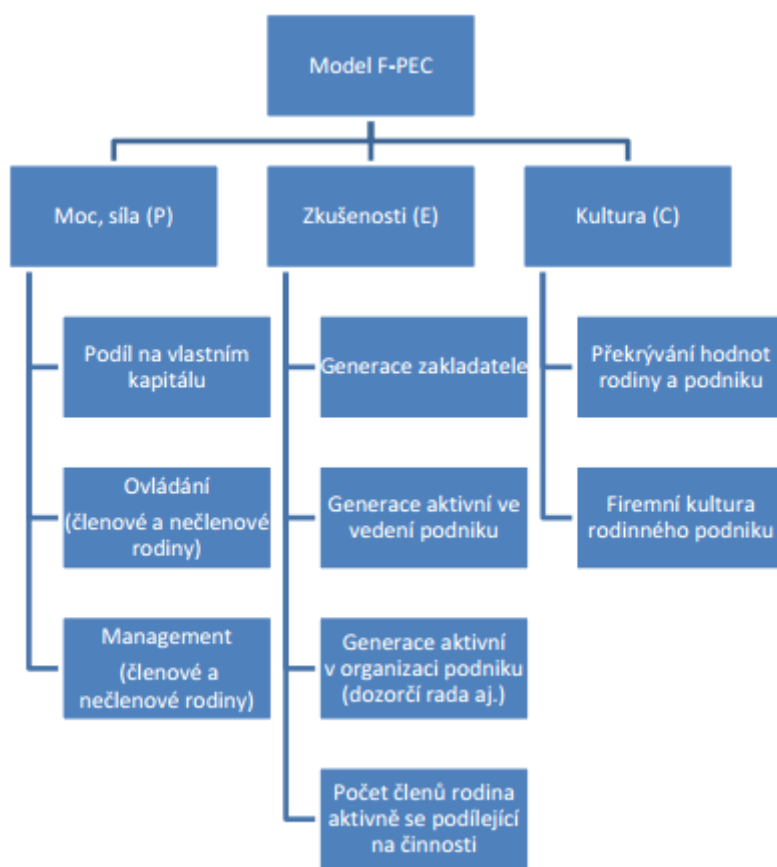 Model F-PEC
Moc, síla (P)
Zkušenosti (E)
Kultura (C)
Podíl na vlastním
kapitálu
Generace zakladatele
Překrývání hodnot
rodiny a podniku
Ovládání
(členové a nečlenové
rodiny)
Generace aktivní ve
vedení podniku
Firemní kultura
rodinného podniku
Management
(členové a
nečlenové rodiny)
Generace aktivní
v organizaci podniku
(dozorčí rada aj.)
Počet členů rodina
aktivně se podílející
na činnosti